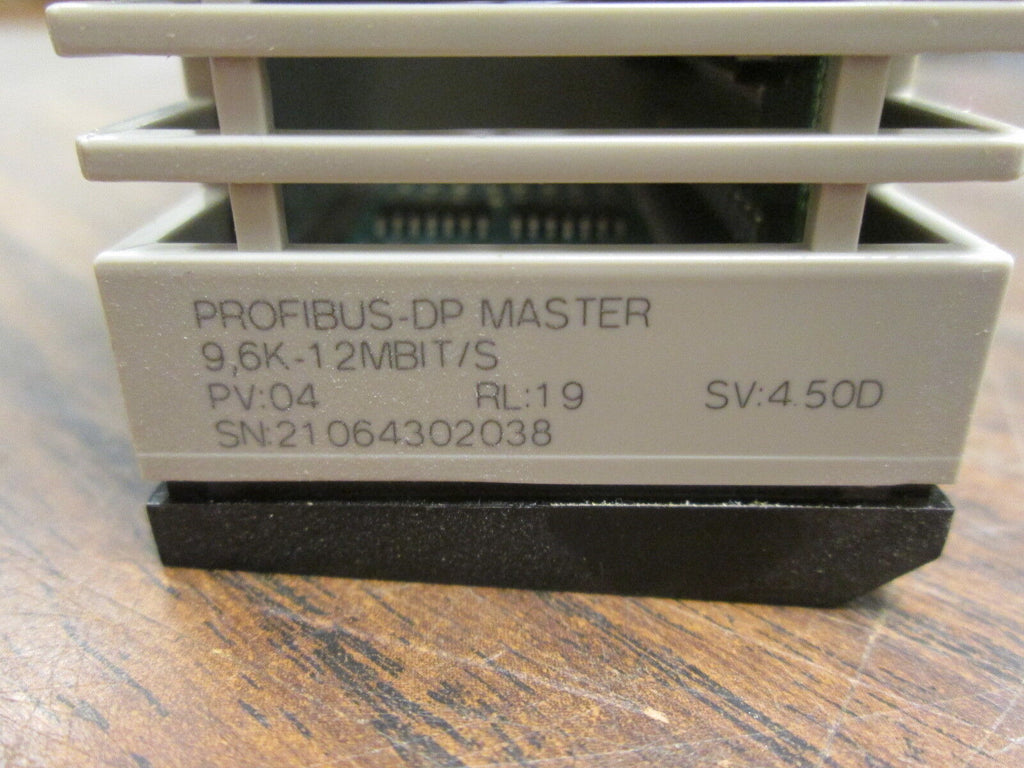 PROFIBUS-DP MASTER
9,6K-12MBIT/S
PV:04 RL:19 SV:4.50D
SN:21064302038